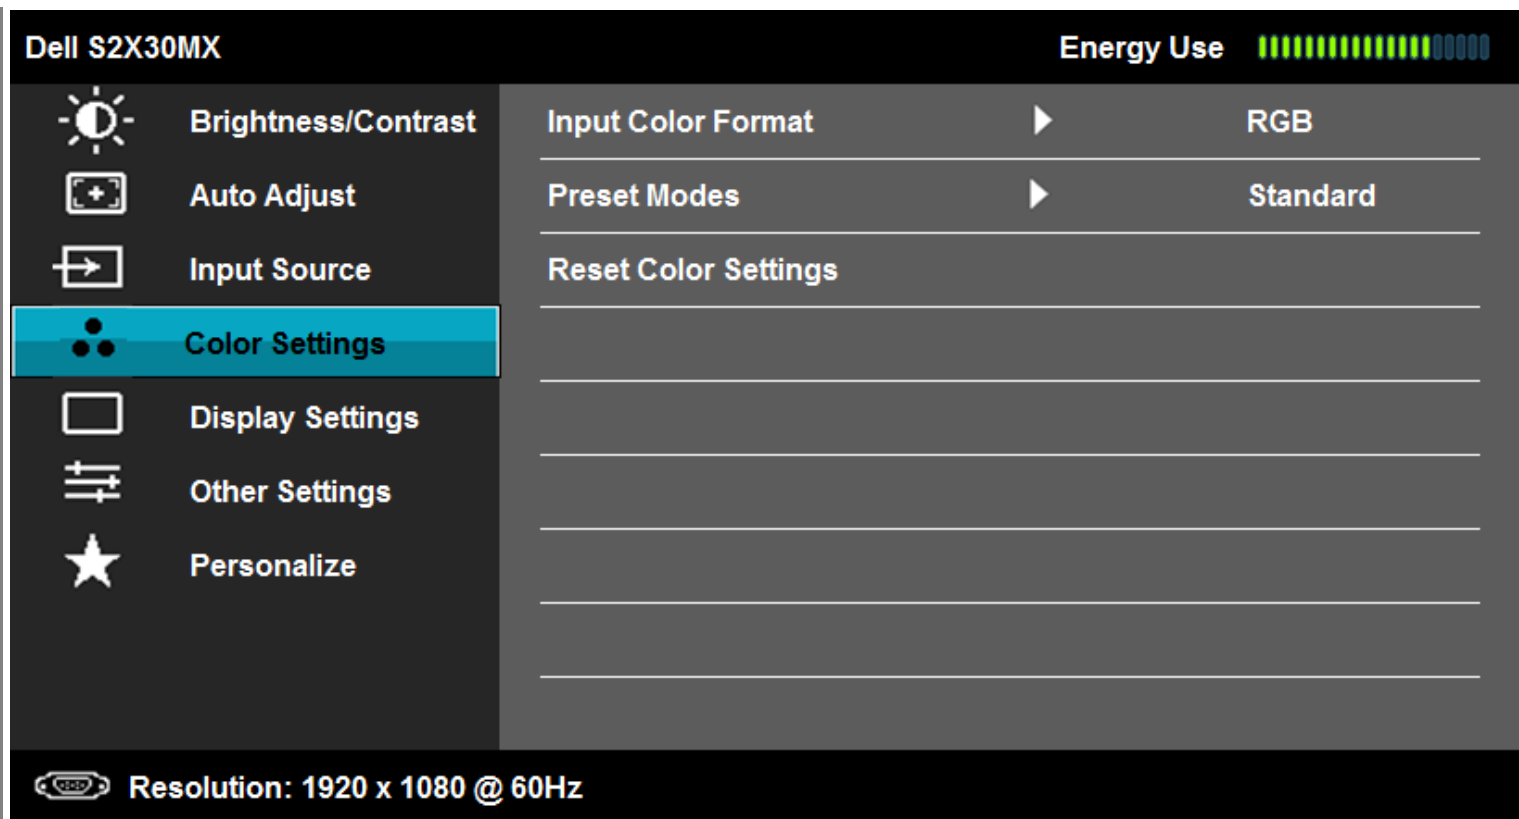 Dell S2X30MX Energy Use
Brightness/Contrast Input Color Format RGB
Auto Adjust Preset Modes Standard
Input Source Reset Color Settings
Color Settings
Display Settings
Other Settings
Personalize
Resolution: 1920 x 1080 @ 60Hz